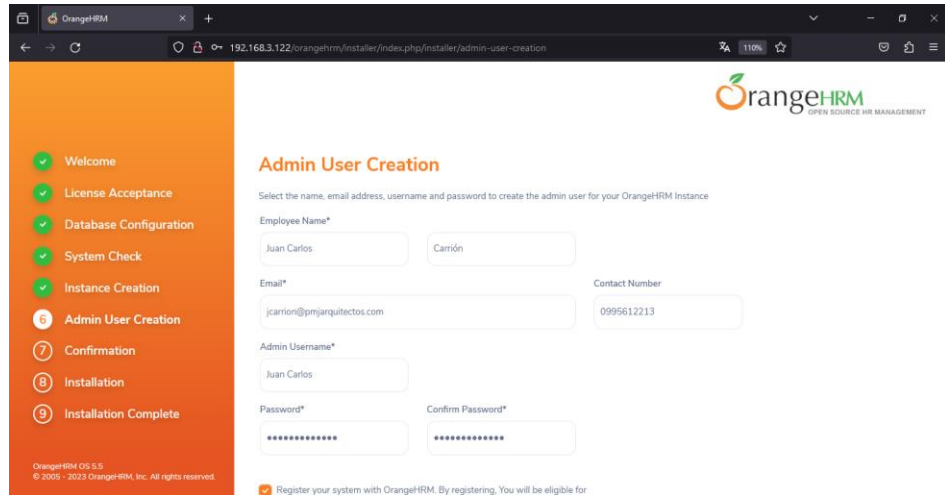 OrangeHRM
192.168.3.122/orangehrm/installer/index.php/installer/admin-user-creation
110%
OrangeHRM
OPEN SOURCE HR MANAGEMENT
Welcome
License Acceptance
Database Configuration
System Check
Instance Creation
6 Admin User Creation
7 Confirmation
8 Installation
9 Installation Complete
OrangeHRM OS 5.5
© 2005 - 2023 OrangeHRM, Inc. All rights reserved.
Admin User Creation
Select the name, email address, username and password to create the admin user for your OrangeHRM Instance
Employee Name*
Juan Carlos Carrión
Email* Contact Number
jcarrion@pmjarquitectos.com 0995612213
Admin Username*
Juan Carlos
Password* Confirm Password*
••••••••••••• •••••••••••••
Register your system with OrangeHRM. By registering, You will be eligible for